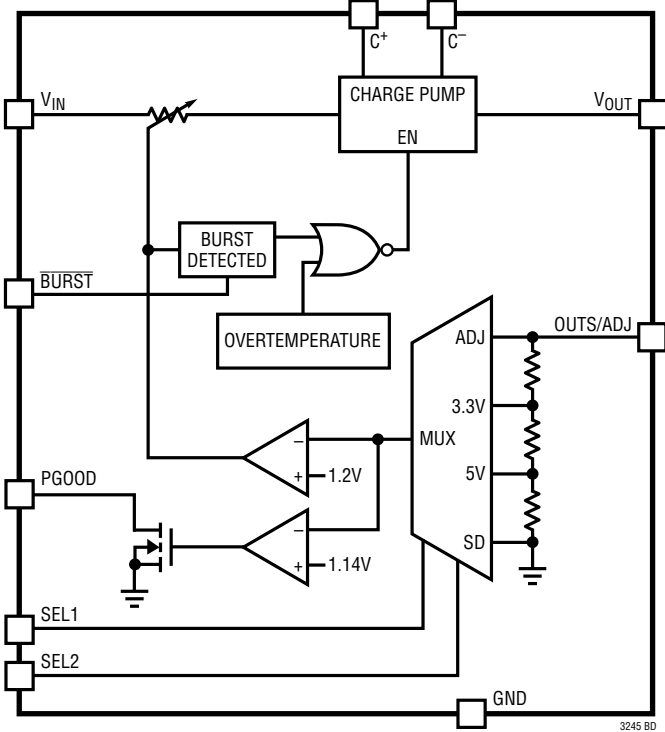 C+ C–
VIN
CHARGE PUMP
VOUT
EN
BURST
DETECTED
BURST
OVERTEMPERATURE
ADJ
OUTS/ADJ
3.3V
MUX
–
+
1.2V
5V
PGOOD
–
+
1.14V
SD
SEL1
SEL2
GND
3245 BD